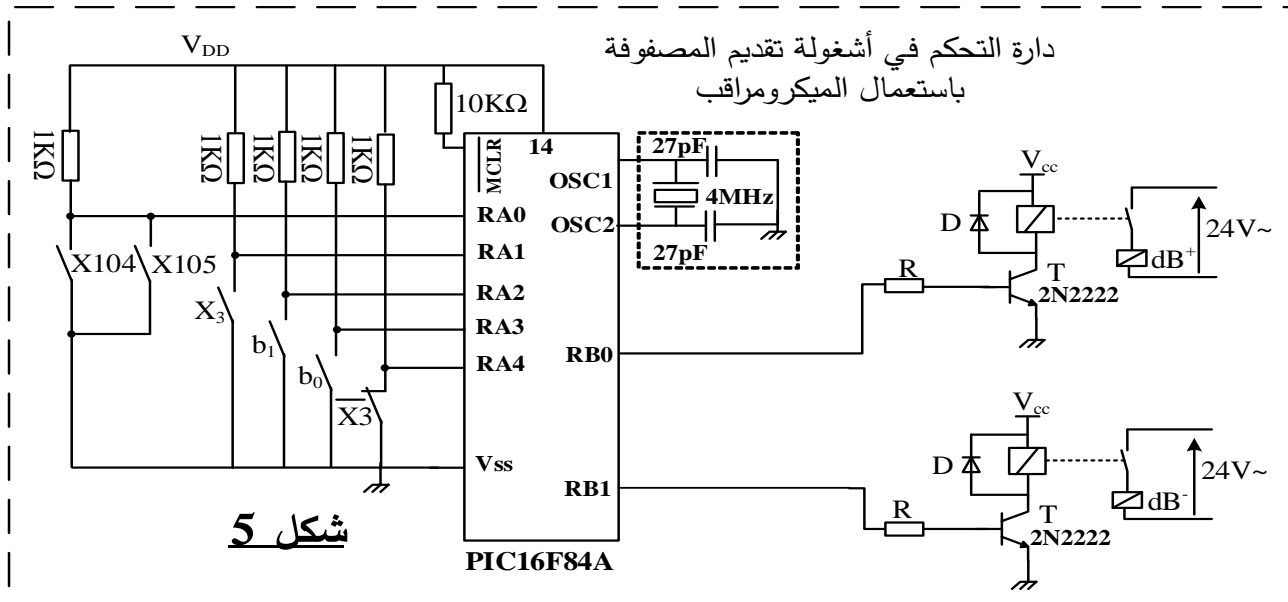 دارة التحكم في أشغولة تقديم المصفوفة
باستعمال الميكرومراقب
V_DD
10KΩ
1KΩ
1KΩ
1KΩ
1KΩ
1KΩ
MCLR
14
OSC1
OSC2
27pF
4MHz
27pF
RA0
RA1
RA2
RA3
RA4
Vss
RB0
RB1
X104
X105
X₃
b₁
b₀
X̅3̅
R
V_cc
D
T
2N2222
dB⁺
24V~
R
V_cc
D
T
2N2222
dB⁻
24V~
شكل 5
PIC16F84A